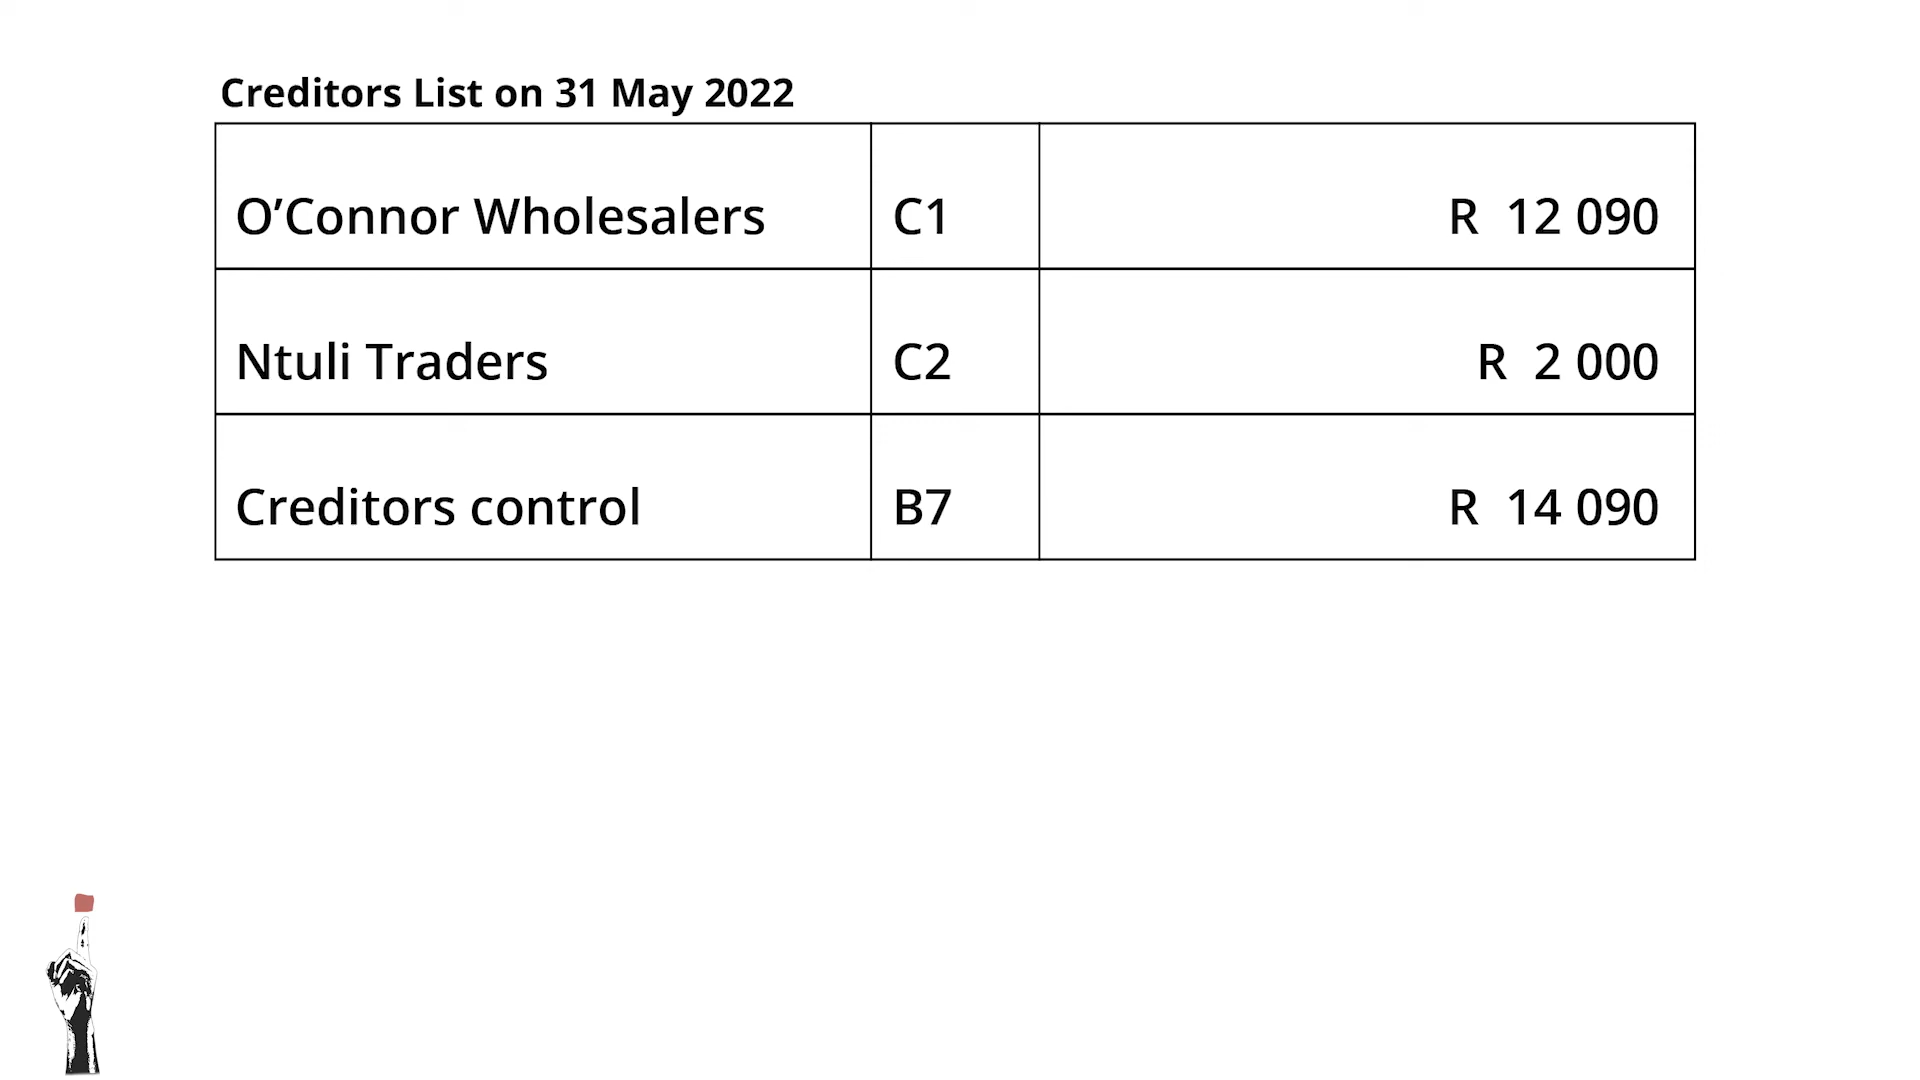 Creditors List on 31 May 2022
O’Connor Wholesalers C1 R 12 090
Ntuli Traders C2 R 2 000
Creditors control B7 R 14 090